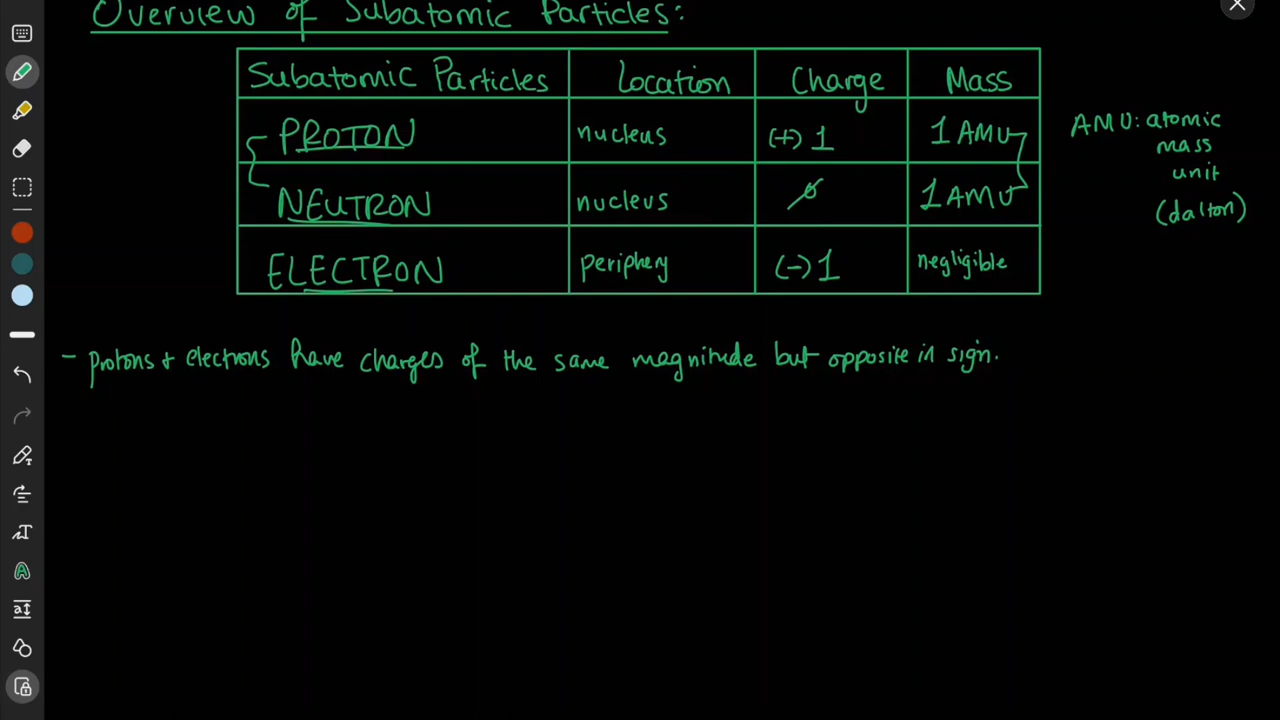 Overview of Subatomic Particles:
Subatomic Particles Location Charge Mass
PROTON nucleus (+) 1 1 AMU
NEUTRON nucleus ∅ 1 AMU
ELECTRON periphery (-) 1 negligible
AMU: atomic
mass
unit
(dalton)
- protons + electrons have charges of the same magnitude but opposite in sign.